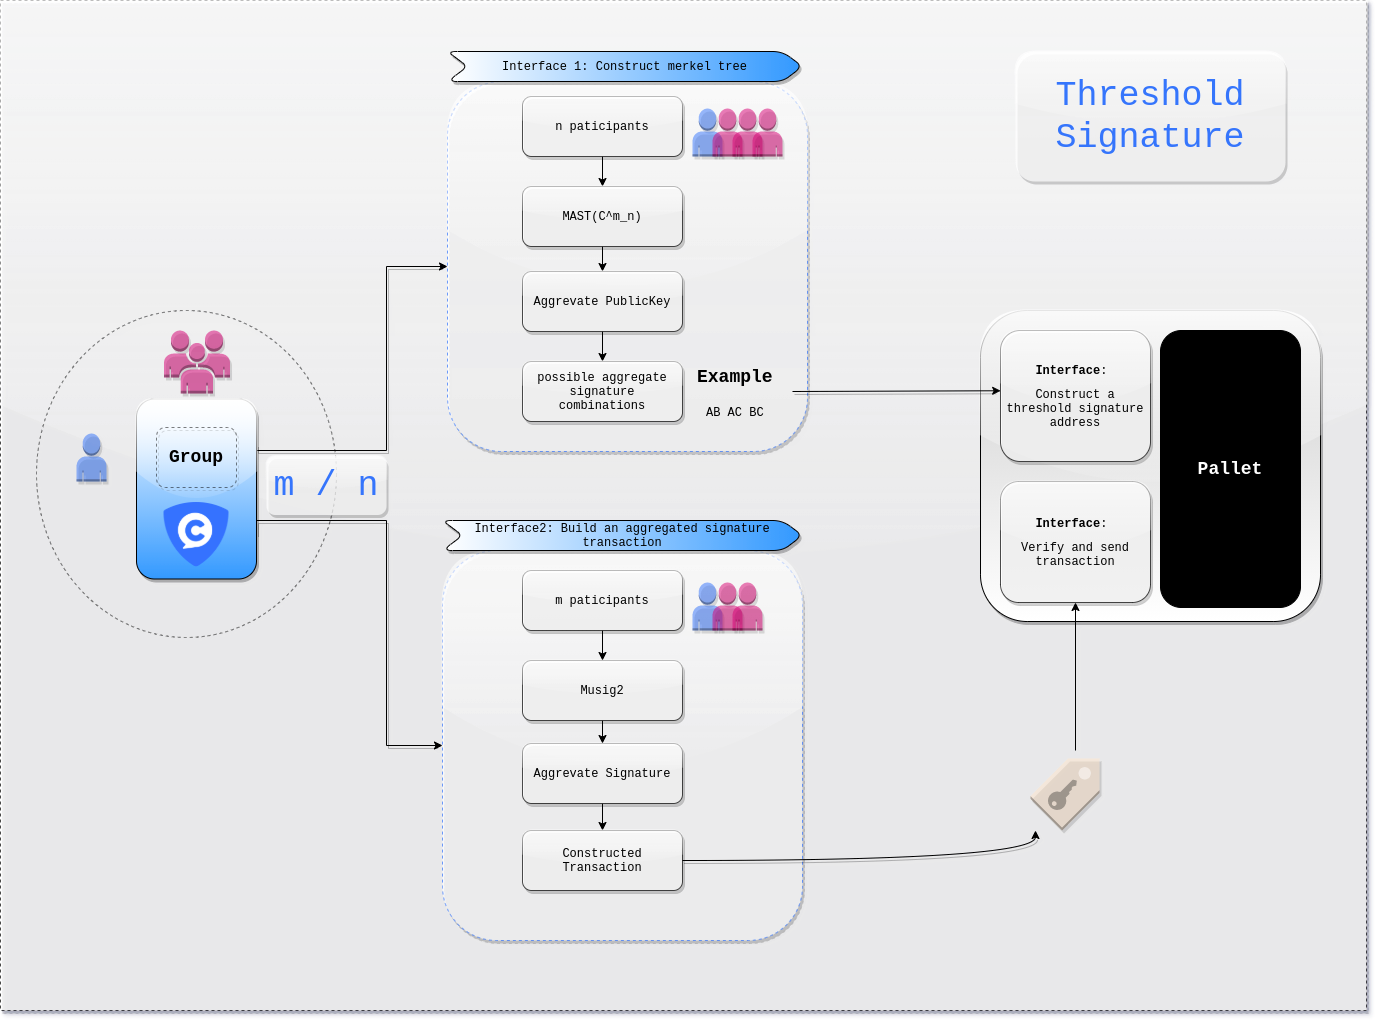 Threshold
Signature
Interface 1: Construct merkel tree
n paticipants
MAST(C^m_n)
Aggrevate PublicKey
possible aggregate
signature
combinations
Example
AB AC BC
Group
m / n
Interface2: Build an aggregated signature
transaction
m paticipants
Musig2
Aggrevate Signature
Constructed
Transaction
Interface:
Construct a
threshold signature
address
Interface:
Verify and send
transaction
Pallet